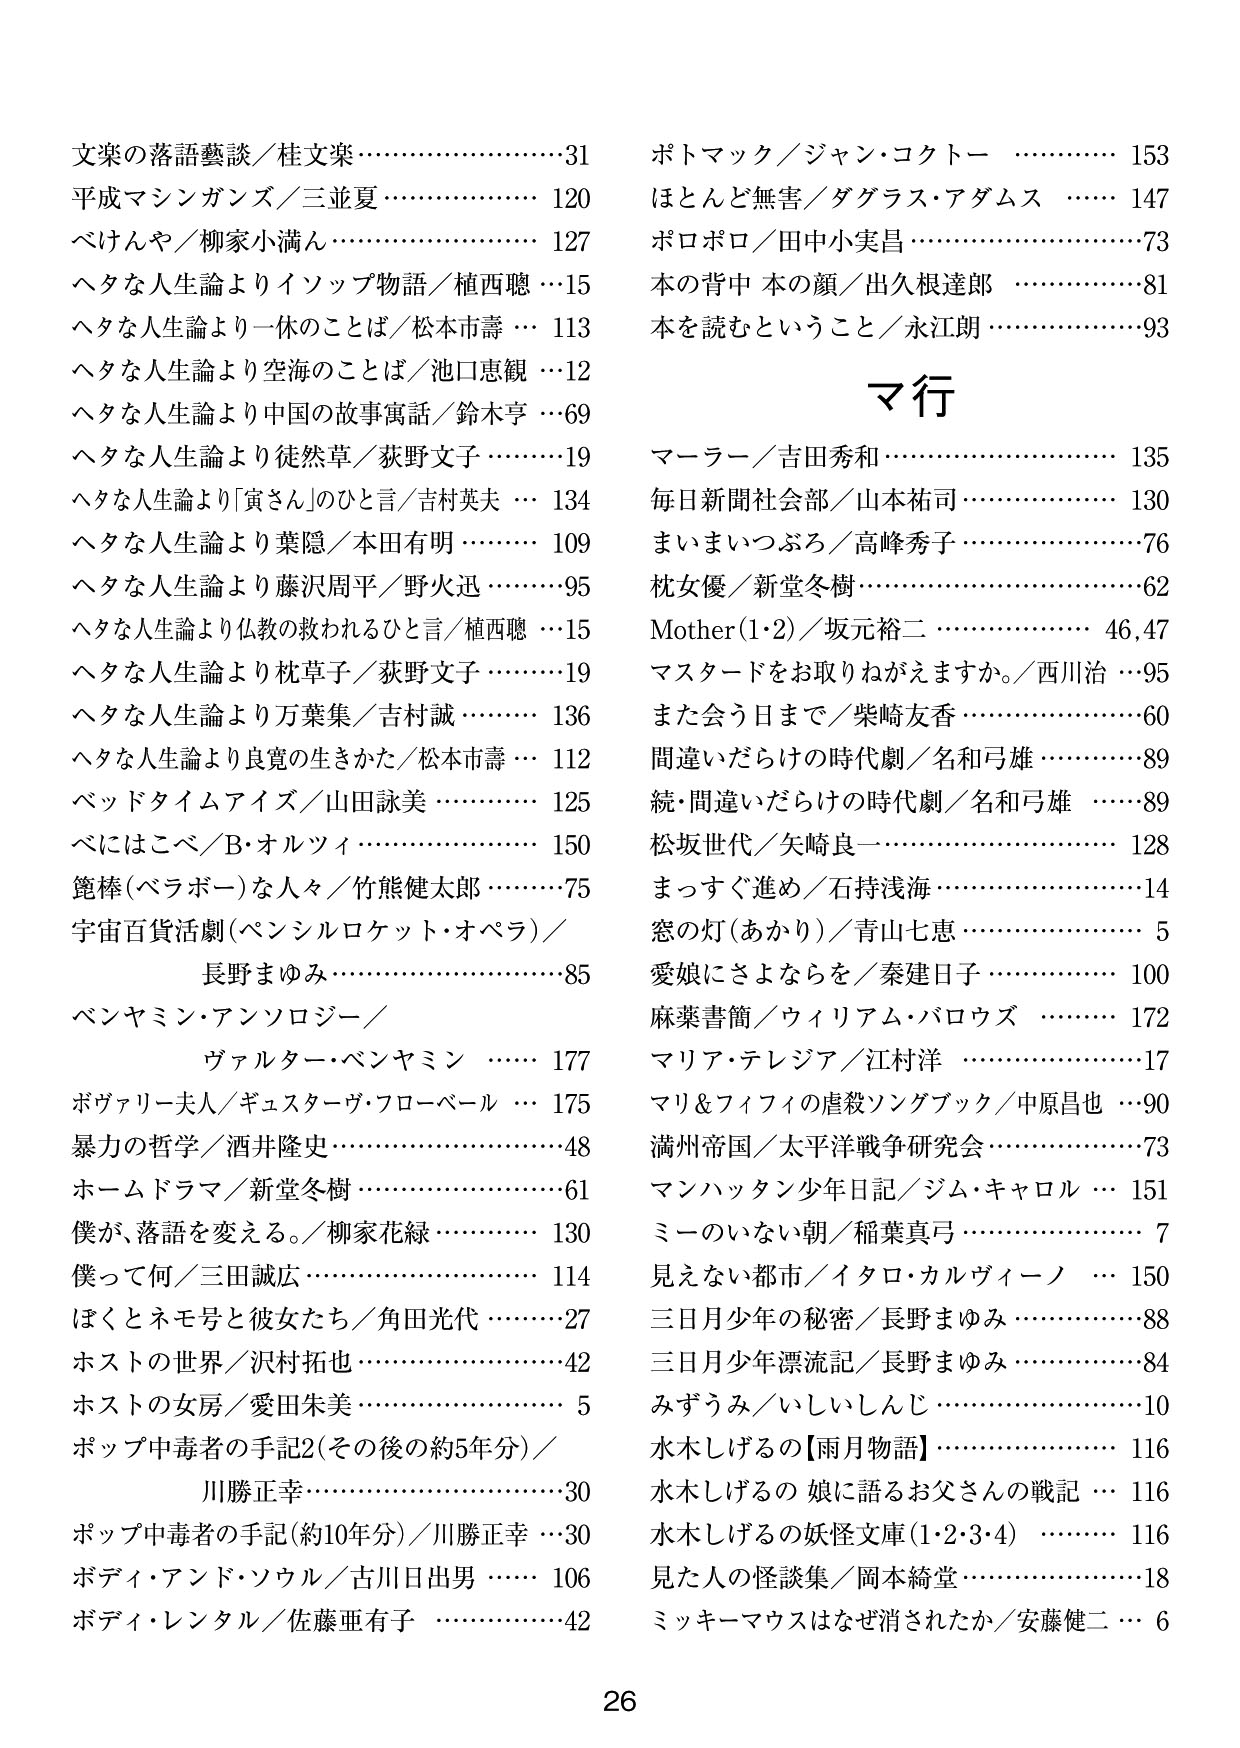 文楽の落語藝談／桂文楽……………………31
平成マシンガンズ／三並夏……………… 120
べけんや／柳家小満ん…………………… 127
ヘタな人生論よりイソップ物語／植西聰…15
ヘタな人生論より一休のことば／松本市壽… 113
ヘタな人生論より空海のことば／池口恵観…12
ヘタな人生論より中国の故事寓話／鈴木亨…69
ヘタな人生論より徒然草／荻野文子………19
ヘタな人生論より「寅さん」のひと言／吉村英夫… 134
ヘタな人生論より葉隠／本田有明……… 109
ヘタな人生論より藤沢周平／野火迅………95
ヘタな人生論より仏教の救われるひと言／植西聰…15
ヘタな人生論より枕草子／荻野文子………19
ヘタな人生論より万葉集／吉村誠……… 136
ヘタな人生論より良寛の生きかた／松本市壽… 112
ベッドタイムアイズ／山田詠美………… 125
べにはこべ／B・オルツィ………………… 150
箆棒(ベラボー)な人々／竹熊健太郎………75
宇宙百貨活劇(ペンシルロケット・オペラ)／
長野まゆみ………………………85
ベンヤミン・アンソロジー／
ヴァルター・ベンヤミン …… 177
ボヴァリー夫人／ギュスターヴ・フローベール … 175
暴力の哲学／酒井隆史………………………48
ホームドラマ／新堂冬樹……………………61
僕が、落語を変える。／柳家花緑………… 130
僕って何／三田誠広……………………… 114
ぼくとネモ号と彼女たち／角田光代………27
ホストの世界／沢村拓也……………………42
ホストの女房／愛田朱美…………………… 5
ポップ中毒者の手記2(その後の約5年分)／
川勝正幸…………………………30
ポップ中毒者の手記(約10年分)／川勝正幸…30
ボディ・アンド・ソウル／古川日出男…… 106
ボディ・レンタル／佐藤亜有子 ……………42
ポトマック／ジャン・コクトー ………… 153
ほとんど無害／ダグラス・アダムス …… 147
ポロポロ／田中小実昌………………………73
本の背中 本の顔／出久根達郎 ……………81
本を読むということ／永江朗………………93
マ行
マーラー／吉田秀和……………………… 135
毎日新聞社会部／山本祐司……………… 130
まいまいつぶろ／高峰秀子…………………76
枕女優／新堂冬樹……………………………62
Mother(1・2)／坂元裕二 ……………… 46,47
マスタードをお取りねがえますか。／西川治…95
また会う日まで／柴崎友香…………………60
間違いだらけの時代劇／名和弓雄…………89
続・間違いだらけの時代劇／名和弓雄 ……89
松坂世代／矢崎良一……………………… 128
まっすぐ進め／石持浅海……………………14
窓の灯(あかり)／青山七恵………………… 5
愛娘にさよならを／秦建日子…………… 100
麻薬書簡／ウィリアム・バロウズ ……… 172
マリア・テレジア／江村洋 …………………17
マリ&フィフィの虐殺ソングブック／中原昌也…90
満州帝国／太平洋戦争研究会………………73
マンハッタン少年日記／ジム・キャロル… 151
ミーのいない朝／稲葉真弓………………… 7
見えない都市／イタロ・カルヴィーノ … 150
三日月少年の秘密／長野まゆみ……………88
三日月少年漂流記／長野まゆみ……………84
みずうみ／いしいしんじ……………………10
水木しげるの【雨月物語】………………… 116
水木しげるの 娘に語るお父さんの戦記… 116
水木しげるの妖怪文庫(1・2・3・4) ……… 116
見た人の怪談集／岡本綺堂…………………18
ミッキーマウスはなぜ消されたか／安藤健二… 6
26